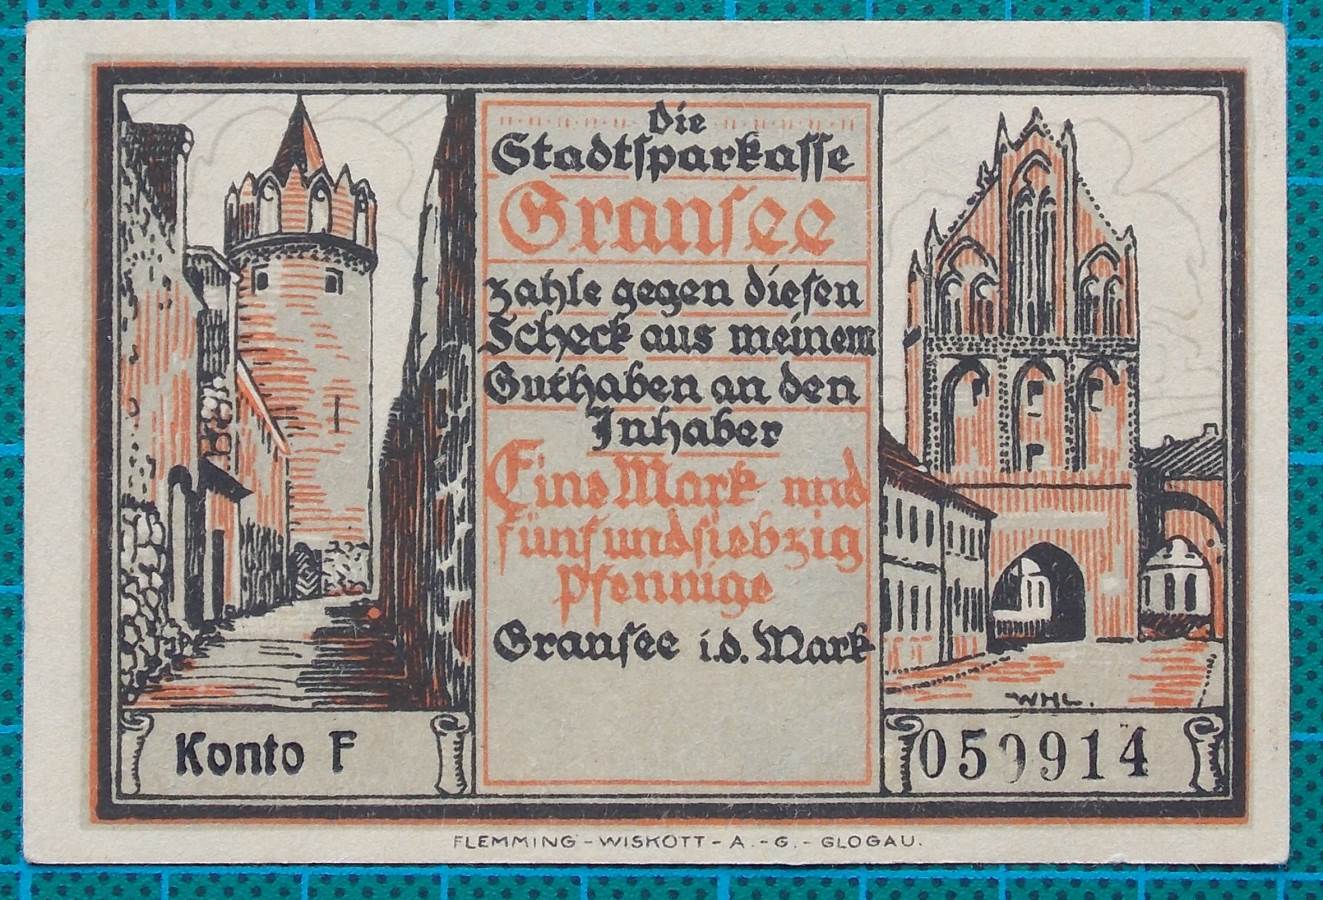 Die
Stadtsparkasse
Gransee
zahle gegen diesen
Scheck aus meinem
Guthaben an den
Inhaber
Eine Mark und
fünfundsiebzig
Pfennige
Gransee i.d. Mark
WHL.
Konto F
FLEMMING - WISKOTT - A. - G. - GLOGAU.